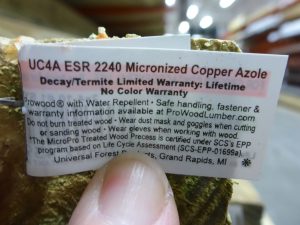 UC4A ESR 2240 Micronized Copper Azole
Decay/Termite Limited Warranty: Lifetime
No Color Warranty
Prowood® with Water Repellent · Safe handling, fastener &
warranty information available at ProWoodLumber.com
Do not burn treated wood · Wear dust mask and goggles when cutting
or sanding wood · Wear gloves when working with wood.
*The MicroPro Treated Wood Process is certified under SCS's EPP
program based on Life Cycle Assessment (SCS-EPP-01699a).
Universal Forest Products, Grand Rapids, MI